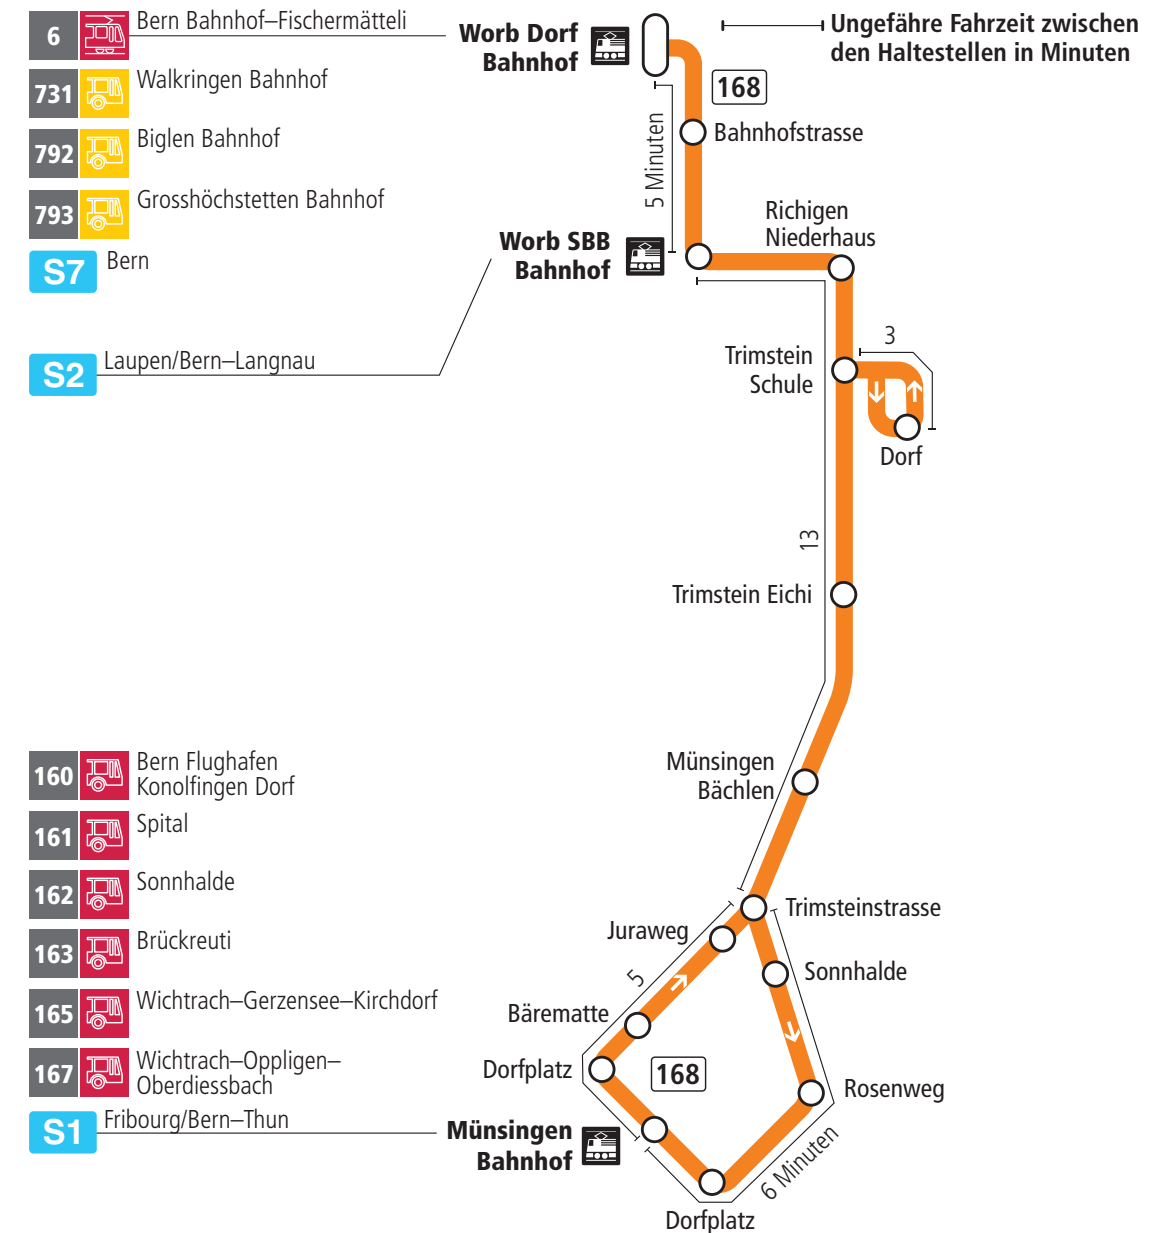 6
Bern Bahnhof–Fischermätteli
731
Walkringen Bahnhof
792
Biglen Bahnhof
793
Grosshöchstetten Bahnhof
S7
Bern
S2
Laupen/Bern–Langnau
Worb Dorf
Bahnhof
Ungefähre Fahrzeit zwischen
den Haltestellen in Minuten
168
5 Minuten
Bahnhofstrasse
Worb SBB
Bahnhof
Richigen
Niederhaus
Trimstein
Schule
3
Dorf
13
Trimstein Eichi
Münsingen
Bächlen
160
Bern Flughafen
Konolfingen Dorf
161
Spital
162
Sonnhalde
163
Brückreuti
165
Wichtrach–Gerzensee–Kirchdorf
167
Wichtrach–Oppligen–
Oberdiessbach
S1
Fribourg/Bern–Thun
Trimsteinstrasse
Juraweg
Sonnhalde
5
Bärematte
Dorfplatz
168
Rosenweg
Münsingen
Bahnhof
6 Minuten
Dorfplatz